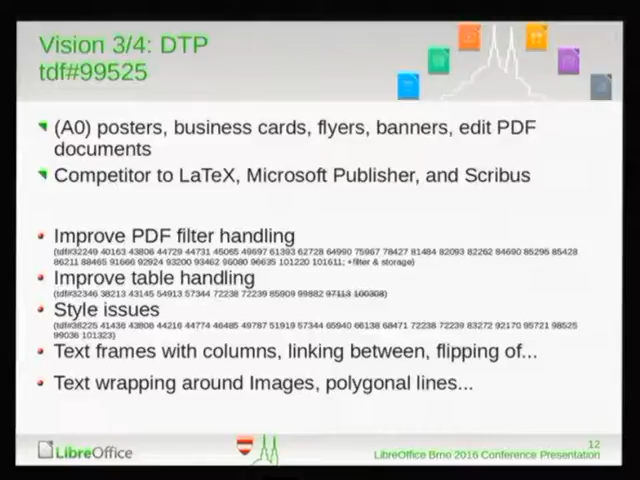 Vision 3/4: DTP
tdf#99525
(A0) posters, business cards, flyers, banners, edit PDF
documents
Competitor to LaTeX, Microsoft Publisher, and Scribus
Improve PDF filter handling
(tdf#32249 40163 43806 44729 44731 45065 49697 61393 62728 64990 75967 78427 81484 82093 82262 84690 85295 85428
86211 88465 91666 92924 93200 93462 96080 96635 101220 101611; +filter & storage)
Improve table handling
(tdf#32346 38213 43145 54913 57344 72238 72239 85909 99882 97113 100308)
Style issues
(tdf#38225 41436 43806 44216 44774 46485 49787 51919 57344 65940 66138 68471 72238 72239 83272 92170 95721 98525
99036 101323)
Text frames with columns, linking between, flipping of...
Text wrapping around Images, polygonal lines...
LibreOffice
12
LibreOffice Brno 2016 Conference Presentation